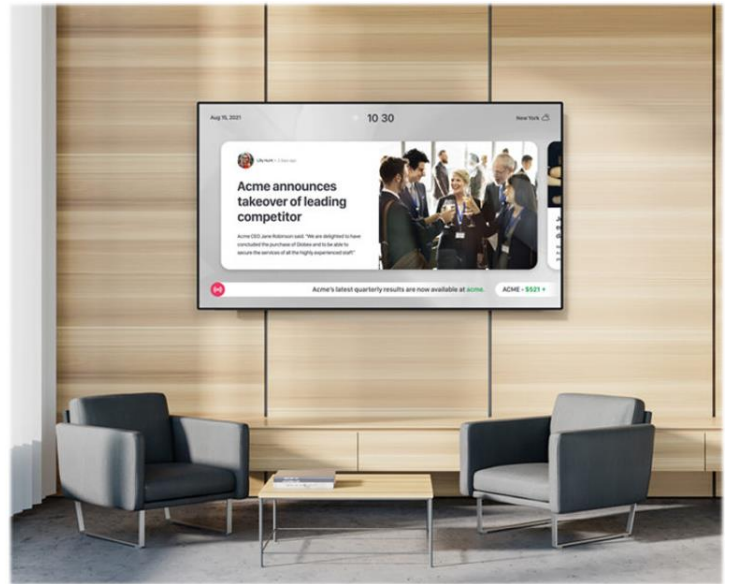 Aug 15, 2021
10 30
New York
Acme announces
takeover of leading
competitor
Acme CEO Jane Robinson said: "We are delighted to have
concluded the purchase of Globex and to be able to
secure the services of all the highly experienced staff."
Acme's latest quarterly results are now available at acme.
ACME • $521 +